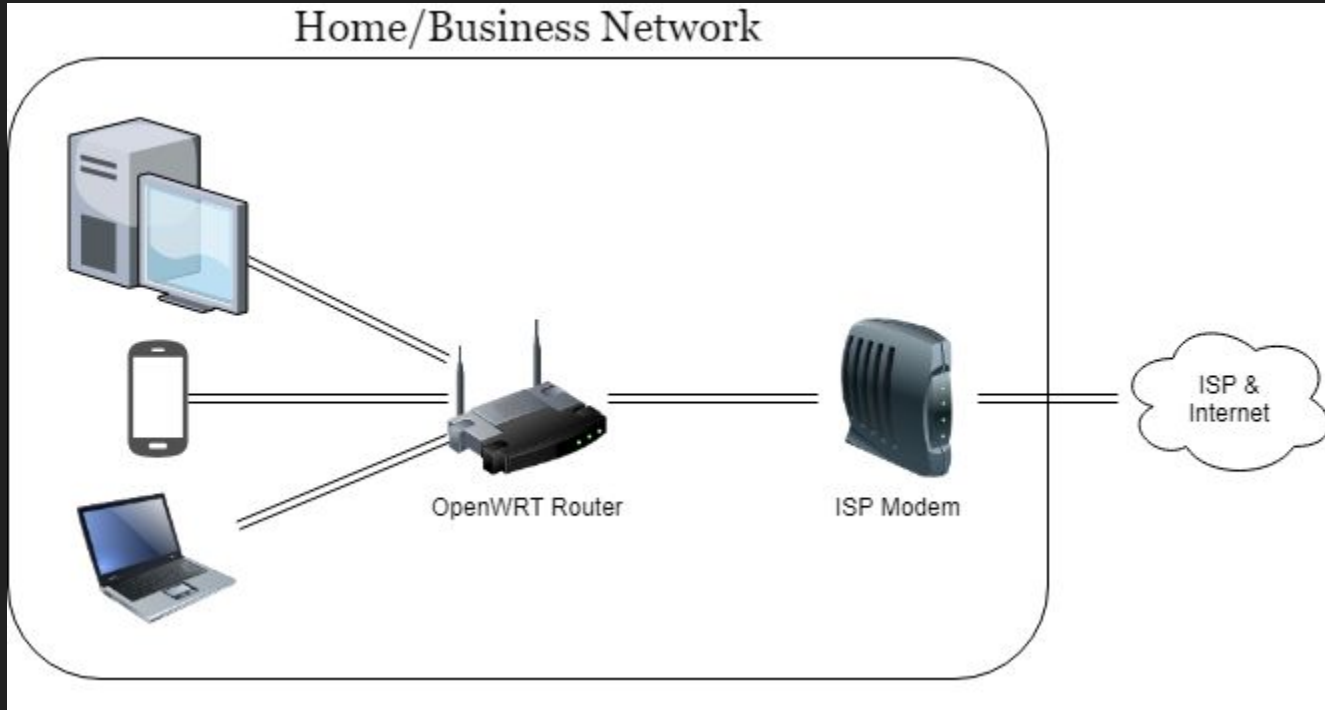 Home/Business Network
OpenWRT Router
ISP Modem
ISP &
Internet